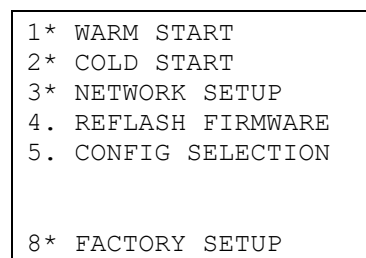 1* WARM START
2* COLD START
3* NETWORK SETUP
4. REFLASH FIRMWARE
5. CONFIG SELECTION
8* FACTORY SETUP